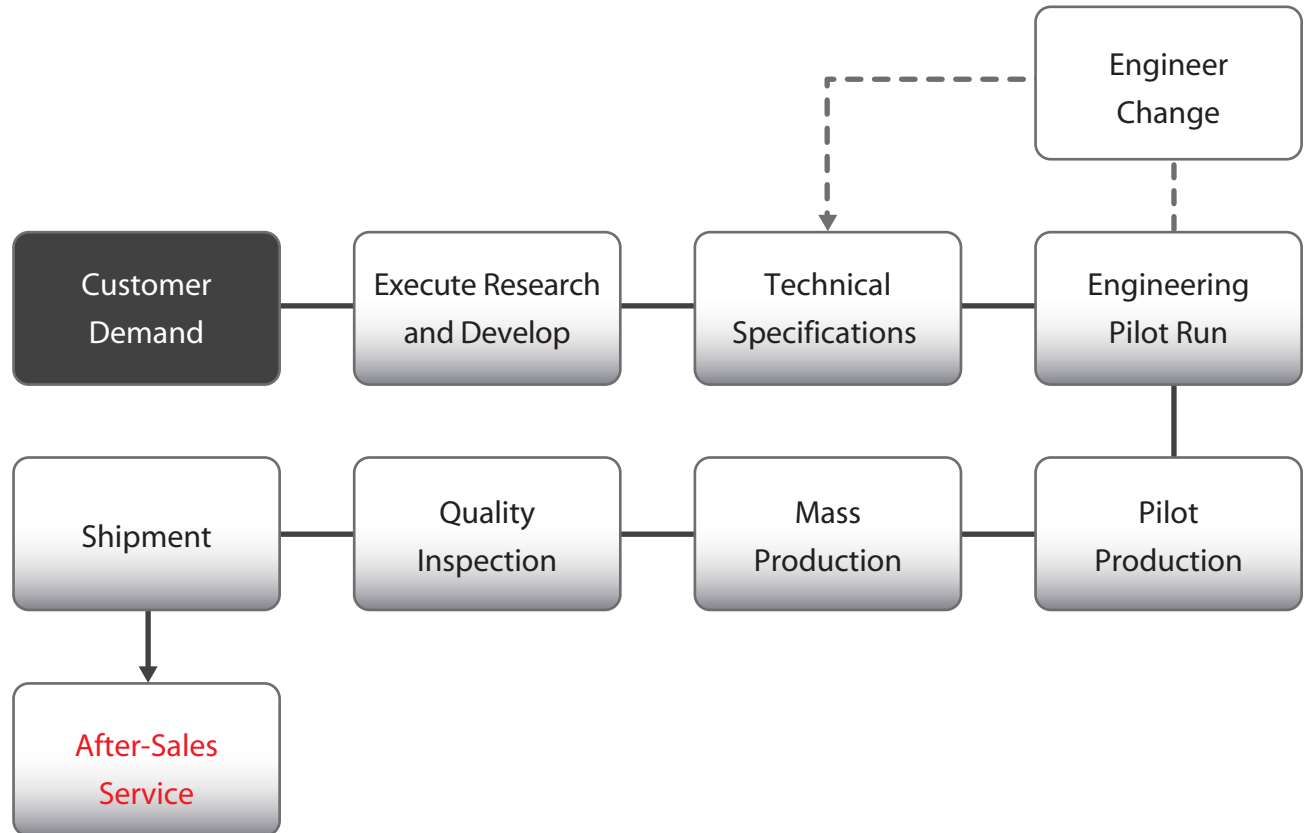 Engineer
Change
Customer
Demand
Execute Research
and Develop
Technical
Specifications
Engineering
Pilot Run
Shipment
Quality
Inspection
Mass
Production
Pilot
Production
After-Sales
Service